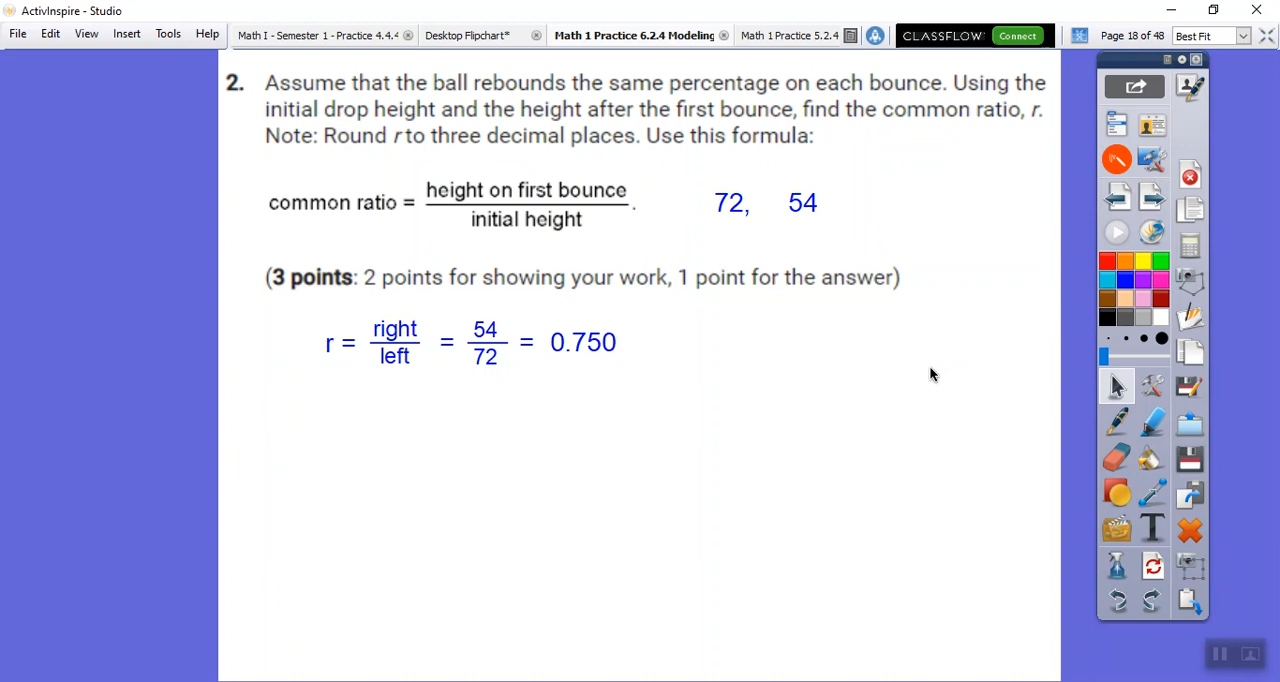 ActivInspire - Studio
File Edit View Insert Tools Help
Math I - Semester 1 - Practice 4.4.4
Desktop Flipchart*
Math 1 Practice 6.2.4 Modeling
Math 1 Practice 5.2.4
CLASSFLOW Connect
Page 18 of 48
Best Fit
2. Assume that the ball rebounds the same percentage on each bounce. Using the
initial drop height and the height after the first bounce, find the common ratio, r.
Note: Round r to three decimal places. Use this formula:
common ratio = height on first bounce
initial height .
72, 54
(3 points: 2 points for showing your work, 1 point for the answer)
r = right = 54 = 0.750
left 72